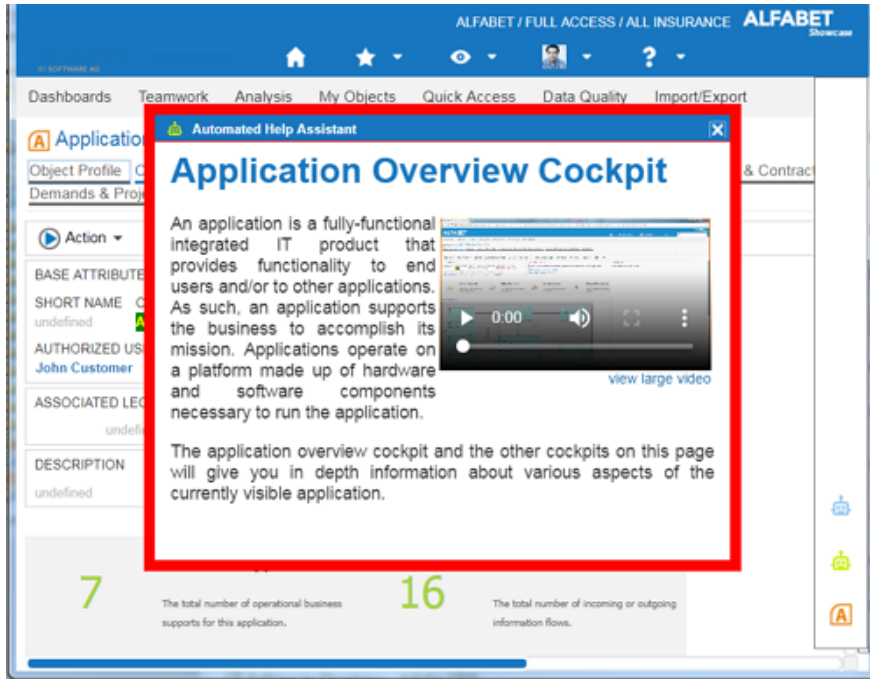 ALFABET / FULL ACCESS / ALL INSURANCE ALFABET
Showcase
BY SOFTWARE AG
?
Dashboards Teamwork Analysis My Objects Quick Access Data Quality Import/Export
A Applicatio
Object Profile & Contract
Demands & Proj
Action
BASE ATTRIBUTE
SHORT NAME
undefined
AUTHORIZED US
John Customer
ASSOCIATED LEG
undefi
DESCRIPTION
undefined
Automated Help Assistant
Application Overview Cockpit
An application is a fully-functional
integrated IT product that
provides functionality to end
users and/or to other applications.
As such, an application supports
the business to accomplish its
mission. Applications operate on
a platform made up of hardware
and software components
necessary to run the application.
0:00
view large video
The application overview cockpit and the other cockpits on this page
will give you in depth information about various aspects of the
currently visible application.
7
The total number of operational business
supports for this application.
16
The total number of incoming or outgoing
information flows.
A